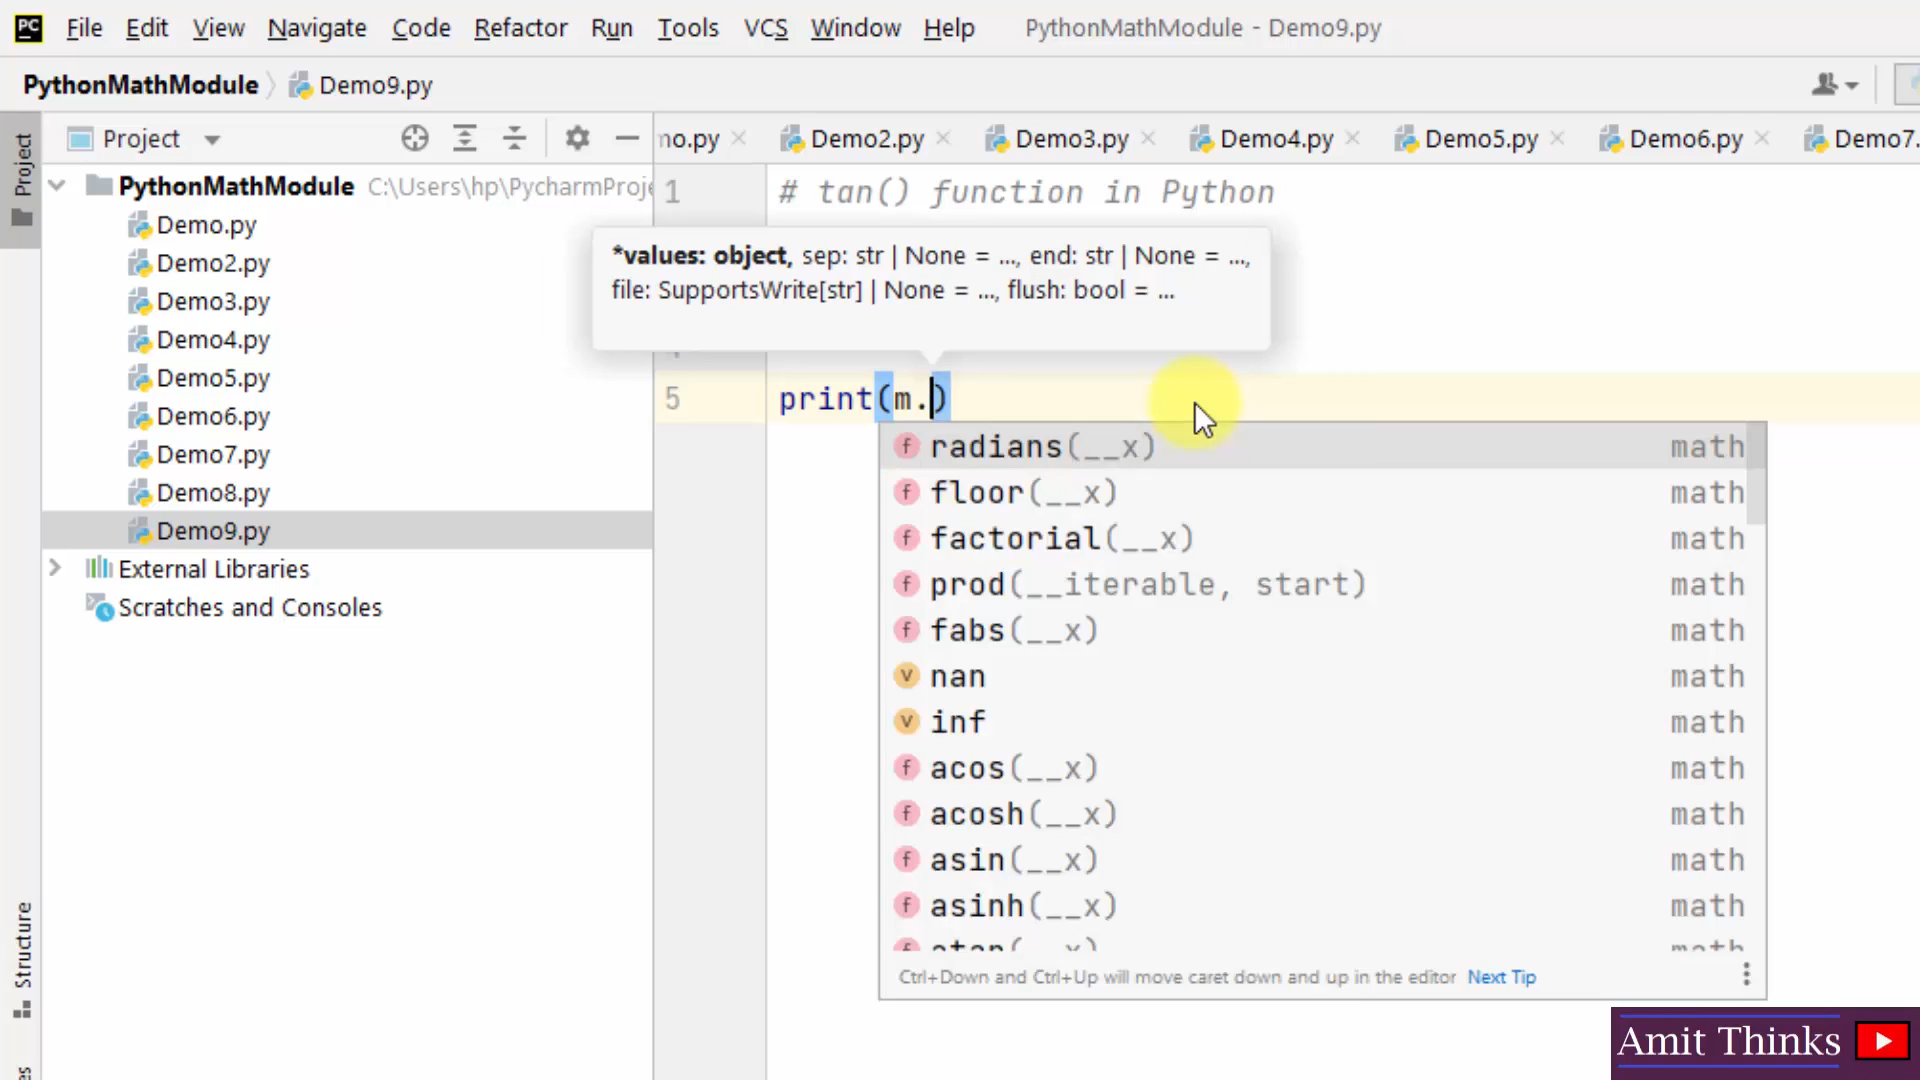 PC File Edit View Navigate Code Refactor Run Tools VCS Window Help PythonMathModule - Demo9.py
PythonMathModule Demo9.py
Project
Project no.py Demo2.py Demo3.py Demo4.py Demo5.py Demo6.py Demo7.
PythonMathModule C:\Users\hp\PycharmProje
Demo.py
Demo2.py
Demo3.py
Demo4.py
Demo5.py
Demo6.py
Demo7.py
Demo8.py
Demo9.py
External Libraries
Scratches and Consoles
Structure
1 # tan() function in Python
*values: object, sep: str | None = ..., end: str | None = ...,
file: SupportsWrite[str] | None = ..., flush: bool = ...
5 print(m.)
f radians(__x) math
f floor(__x) math
f factorial(__x) math
f prod(__iterable, start) math
f fabs(__x) math
v nan math
v inf math
f acos(__x) math
f acosh(__x) math
f asin(__x) math
f asinh(__x) math
f atan(__x) math
Ctrl+Down and Ctrl+Up will move caret down and up in the editor Next Tip
Amit Thinks